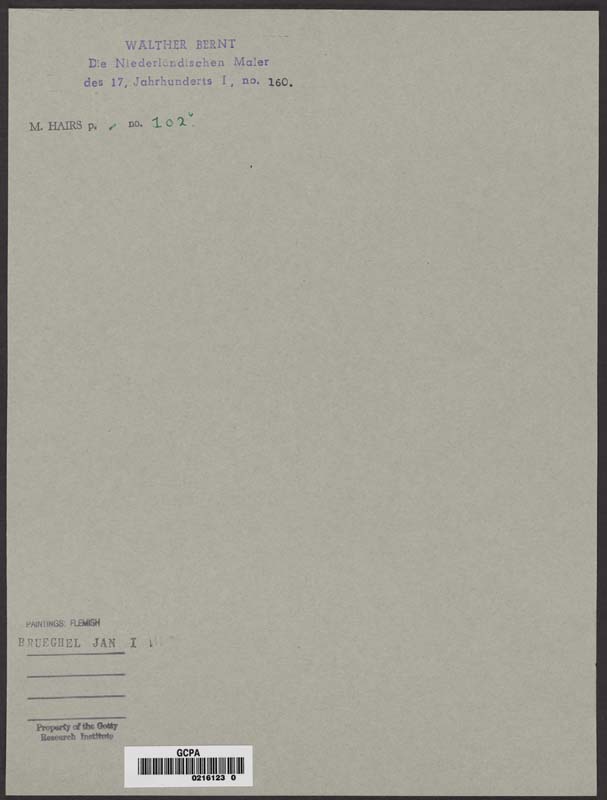 WALTHER BERNT
Die Niederländischen Maler
des 17, Jahrhunderts I, no. 160.
M. HAIRS p. no. 102
PAINTINGS: FLEMISH
BRUEGHEL JAN I
Property of the Getty
Research Institute
GCPA
0216123 0